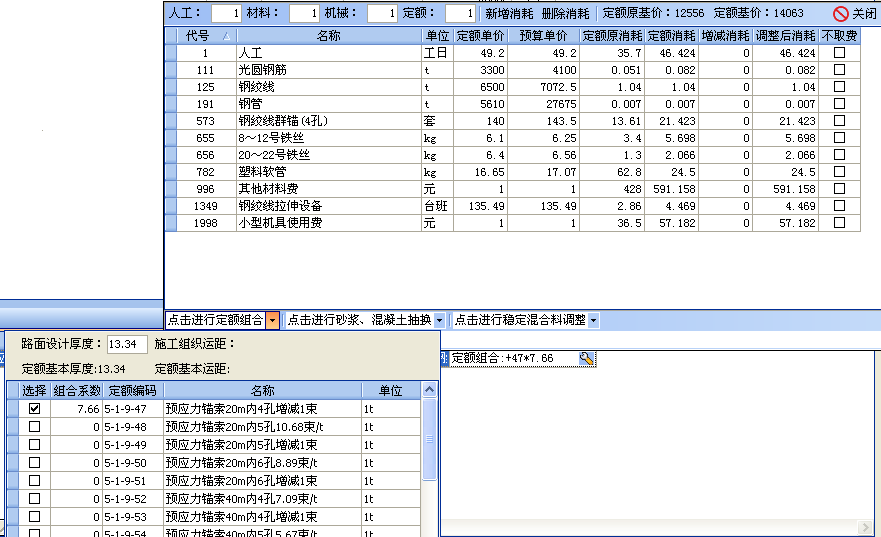 人工： 1 材料： 1 机械： 1 定额： 1 新增消耗 删除消耗 定额原基价：12556 定额基价：14063 关闭
代号 名称 单位 定额单价 预算单价 定额原消耗 定额消耗 增减消耗 调整后消耗 不取费
1 人工 工日 49.2 49.2 35.7 46.424 0 46.424
111 光圆钢筋 t 3300 4100 0.051 0.082 0 0.082
125 钢绞线 t 6500 7072.5 1.04 1.04 0 1.04
191 钢管 t 5610 27675 0.007 0.007 0 0.007
573 钢绞线群锚(4孔) 套 140 143.5 13.61 21.423 0 21.423
655 8～12号铁丝 kg 6.1 6.25 3.4 5.698 0 5.698
656 20～22号铁丝 kg 6.4 6.56 1.3 2.066 0 2.066
782 塑料软管 kg 16.65 17.07 62.8 24.5 0 24.5
996 其他材料费 元 1 1 428 591.158 0 591.158
1349 钢绞线拉伸设备 台班 135.49 135.49 2.86 4.469 0 4.469
1998 小型机具使用费 元 1 1 36.5 57.182 0 57.182
点击进行定额组合 点击进行砂浆、混凝土抽换 点击进行稳定混合料调整
路面设计厚度： 13.34 施工组织运距：
定额组合:+47*7.66
定额基本厚度:13.34 定额基本运距:
选择 组合系数 定额编码 名称 单位
7.66 5-1-9-47 预应力锚索20m内4孔增减1束 1t
0 5-1-9-48 预应力锚索20m内5孔10.68束/t 1t
0 5-1-9-49 预应力锚索20m内5孔增减1束 1t
0 5-1-9-50 预应力锚索20m内6孔8.89束/t 1t
0 5-1-9-51 预应力锚索20m内6孔增减1束 1t
0 5-1-9-52 预应力锚索40m内4孔7.09束/t 1t
0 5-1-9-53 预应力锚索40m内4孔增减1束 1t
0 5-1-9-54 预应力锚索40m内5孔5.67束/t 1t